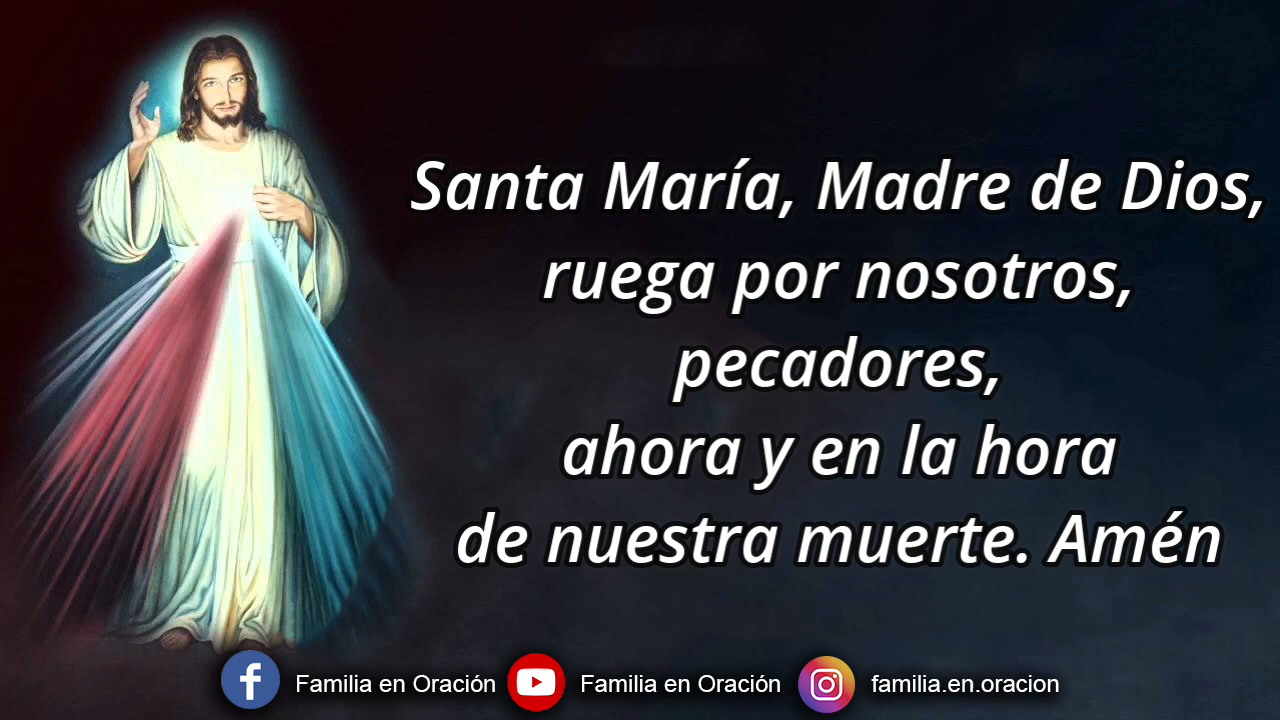 Santa María, Madre de Dios,
ruega por nosotros,
pecadores,
ahora y en la hora
de nuestra muerte. Amén
Familia en Oración
Familia en Oración
familia.en.oracion